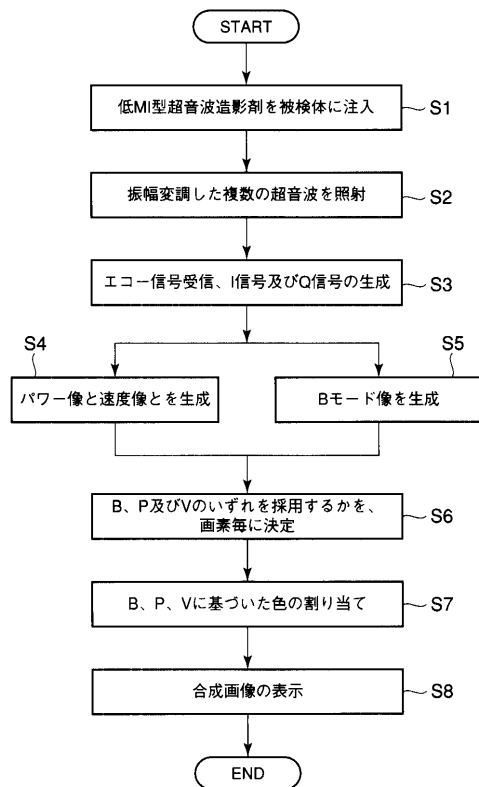 START
低MI型超音波造影剤を被検体に注入
S1
振幅変調した複数の超音波を照射
S2
エコー信号受信、I信号及びQ信号の生成
S3
S4
パワー像と速度像とを生成
S5
Bモード像を生成
B、P及びVのいずれを採用するかを、
画素毎に決定
S6
B、P、Vに基づいた色の割り当て
S7
合成画像の表示
S8
END